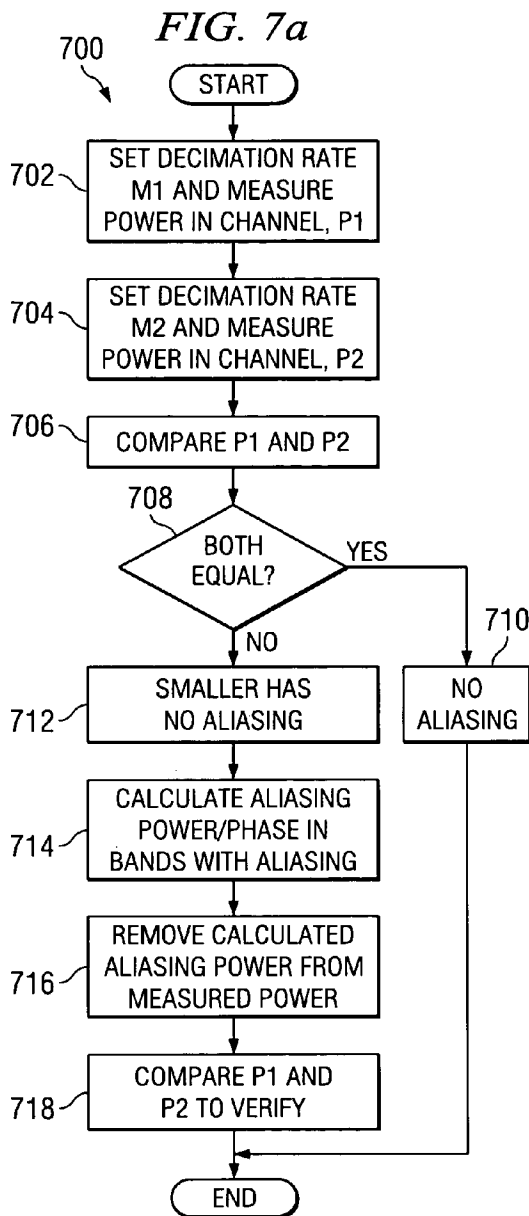 FIG. 7a
700
START
702
SET DECIMATION RATE
M1 AND MEASURE
POWER IN CHANNEL, P1
704
SET DECIMATION RATE
M2 AND MEASURE
POWER IN CHANNEL, P2
706
COMPARE P1 AND P2
708
BOTH
EQUAL?
YES
NO
710
NO
ALIASING
712
SMALLER HAS
NO ALIASING
714
CALCULATE ALIASING
POWER/PHASE IN
BANDS WITH ALIASING
716
REMOVE CALCULATED
ALIASING POWER FROM
MEASURED POWER
718
COMPARE P1 AND
P2 TO VERIFY
END